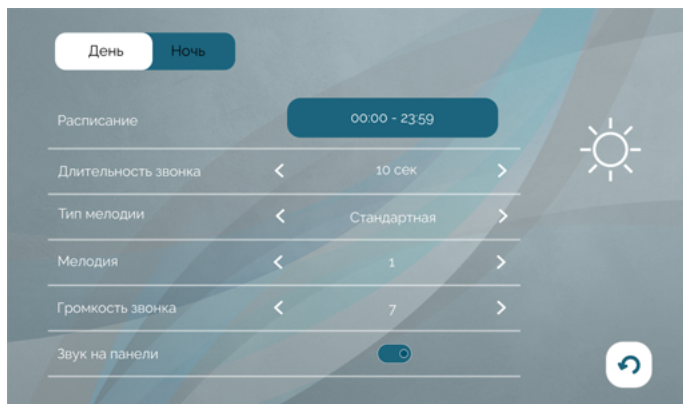 День Ночь
Расписание 00:00 - 23:59
Длительность звонка 10 сек
Тип мелодии Стандартная
Мелодия 1
Громкость звонка 7
Звук на панели